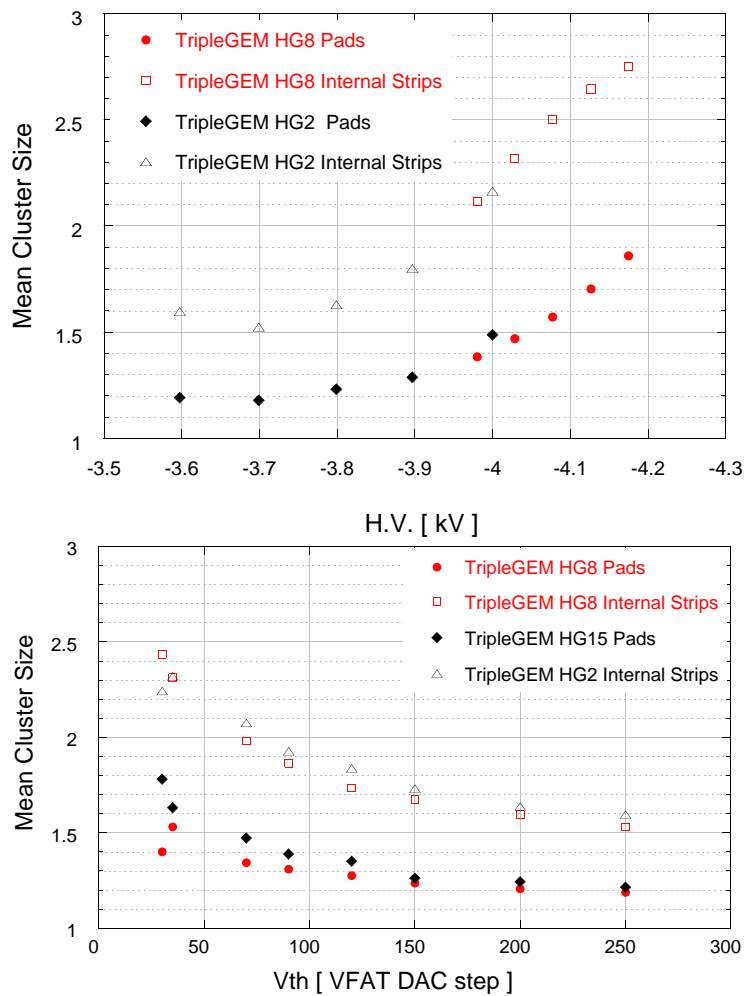 3
TripleGEM HG8 Pads
TripleGEM HG8 Internal Strips
TripleGEM HG2 Pads
TripleGEM HG2 Internal Strips
2.5
2
1.5
1
Mean Cluster Size
-3.5 -3.6 -3.7 -3.8 -3.9 -4 -4.1 -4.2 -4.3
H.V. [ kV ]
3
TripleGEM HG8 Pads
TripleGEM HG8 Internal Strips
TripleGEM HG15 Pads
TripleGEM HG2 Internal Strips
2.5
2
1.5
1
Mean Cluster Size
0 50 100 150 200 250 300
Vth [ VFAT DAC step ]